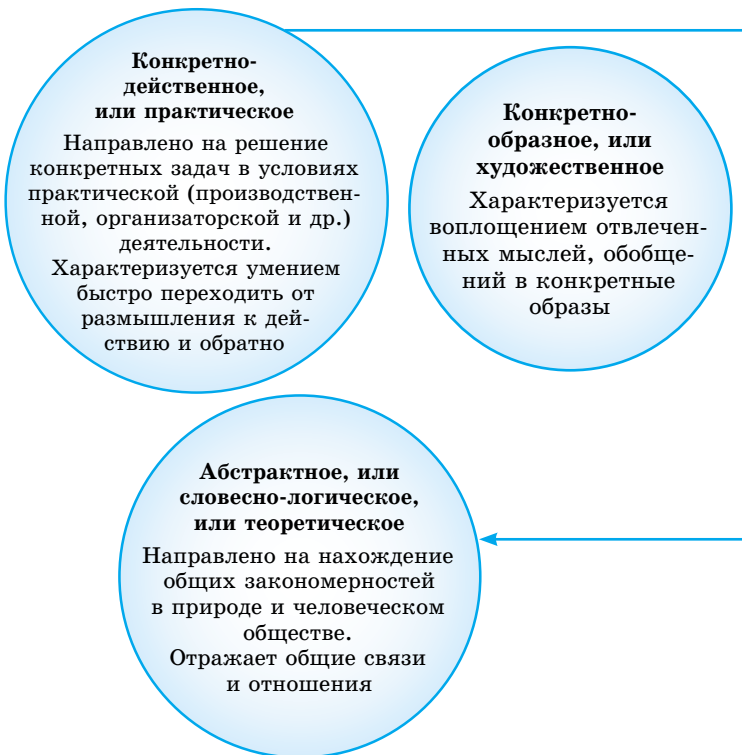 Конкретно-
действенное,
или практическое
Направлено на решение
конкретных задач в условиях
практической (производствен-
ной, организаторской и др.)
деятельности.
Характеризуется умением
быстро переходить от
размышления к дей-
ствию и обратно
Конкретно-
образное, или
художественное
Характеризуется
воплощением отвлечен-
ных мыслей, обобще-
ний в конкретные
образы
Абстрактное, или
словесно-логическое,
или теоретическое
Направлено на нахождение
общих закономерностей
в природе и человеческом
обществе.
Отражает общие связи
и отношения